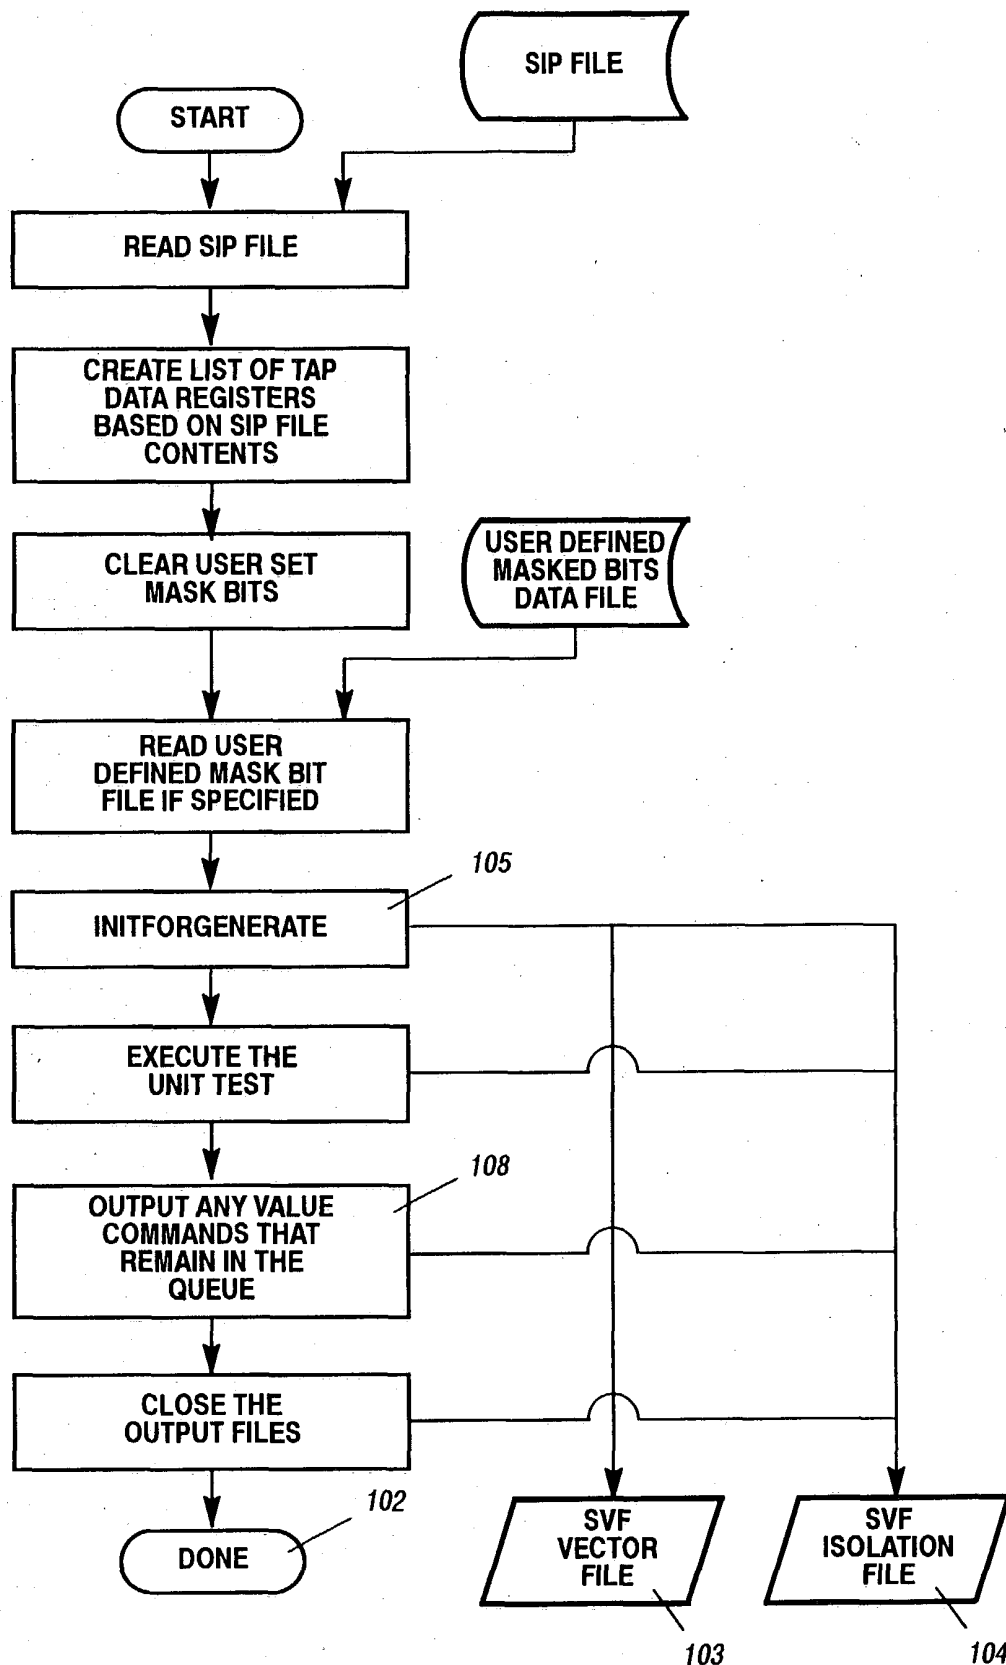 SIP FILE
START
READ SIP FILE
CREATE LIST OF TAP
DATA REGISTERS
BASED ON SIP FILE
CONTENTS
CLEAR USER SET
MASK BITS
USER DEFINED
MASKED BITS
DATA FILE
READ USER
DEFINED MASK BIT
FILE IF SPECIFIED
105
INITFORGENERATE
EXECUTE THE
UNIT TEST
108
OUTPUT ANY VALUE
COMMANDS THAT
REMAIN IN THE
QUEUE
CLOSE THE
OUTPUT FILES
102
DONE
SVF
VECTOR
FILE
103
SVF
ISOLATION
FILE
104